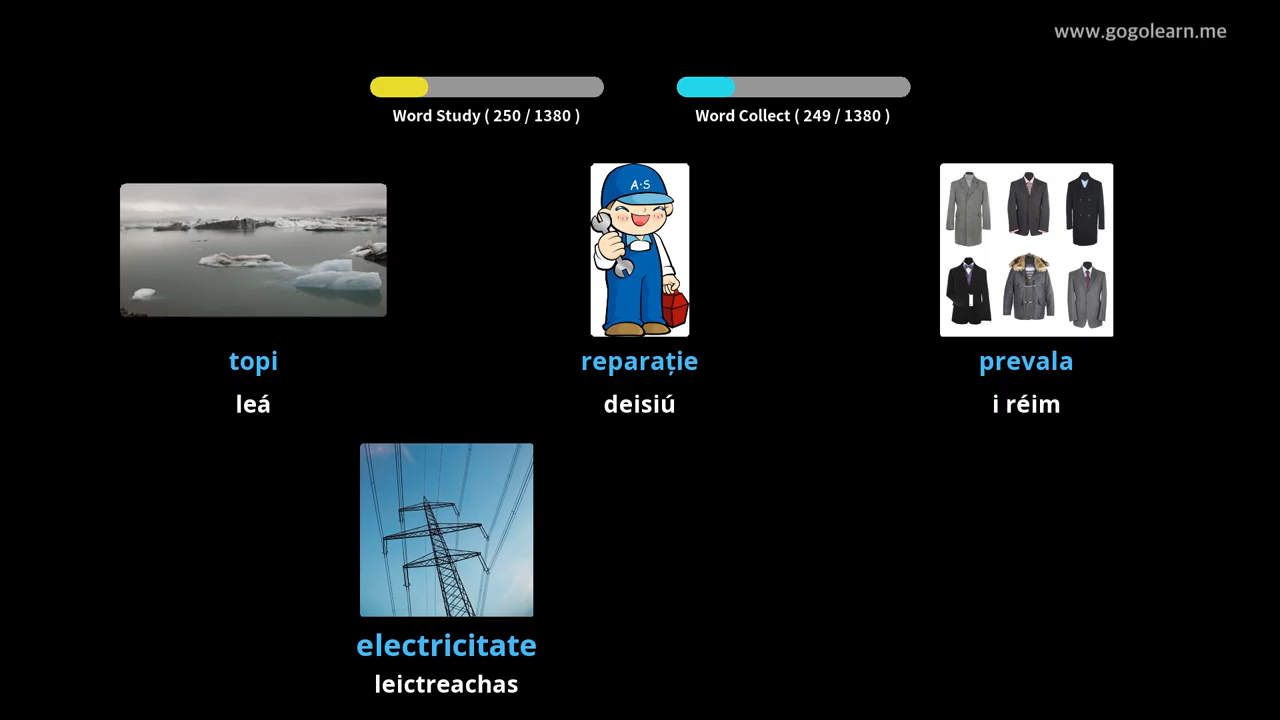 www.gogolearn.me
Word Study ( 250 / 1380 )
Word Collect ( 249 / 1380 )
A·S
topi
reparație
prevala
leá
deisiú
i réim
electricitate
leictreachas